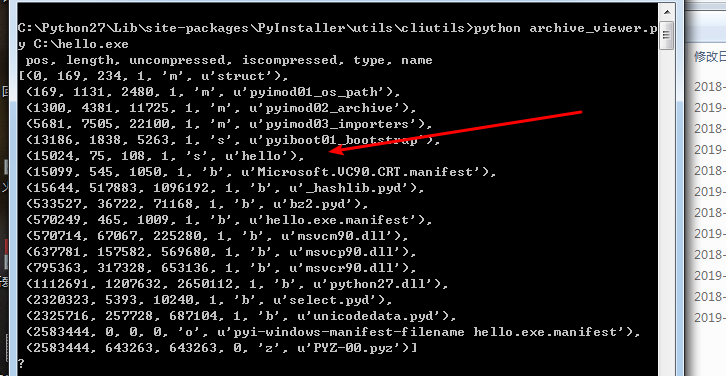 C:\Python27\Lib\site-packages\PyInstaller\utils\cliutils>python archive_viewer.p
y C:\hello.exe
pos, length, uncompressed, iscompressed, type, name
[(0, 169, 234, 1, 'm', u'struct'),
(169, 1131, 2480, 1, 'm', u'pyimod01_os_path'),
(1300, 4381, 11725, 1, 'm', u'pyimod02_archive'),
(5681, 7505, 22100, 1, 'm', u'pyimod03_importers'),
(13186, 1838, 5263, 1, 's', u'pyiboot01_bootstrap'),
(15024, 75, 108, 1, 's', u'hello'),
(15099, 545, 1050, 1, 'b', u'Microsoft.VC90.CRT.manifest'),
(15644, 517883, 1096192, 1, 'b', u'_hashlib.pyd'),
(533527, 36722, 71168, 1, 'b', u'bz2.pyd'),
(570249, 465, 1009, 1, 'b', u'hello.exe.manifest'),
(570714, 67067, 225280, 1, 'b', u'msvcm90.dll'),
(637781, 157582, 569680, 1, 'b', u'msvcp90.dll'),
(795363, 317328, 653136, 1, 'b', u'msvcr90.dll'),
(1112691, 1207632, 2650112, 1, 'b', u'python27.dll'),
(2320323, 5393, 10240, 1, 'b', u'select.pyd'),
(2325716, 257728, 687104, 1, 'b', u'unicodedata.pyd'),
(2583444, 0, 0, 0, 'o', u'pyi-windows-manifest-filename hello.exe.manifest'),
(2583444, 643263, 643263, 0, 'z', u'PYZ-00.pyz')]
?
修改日
2018-
2019-
2019-
2018-
2018-
2019-
2018-
2018-
2019-
2019-
2018-
2018-
2019-